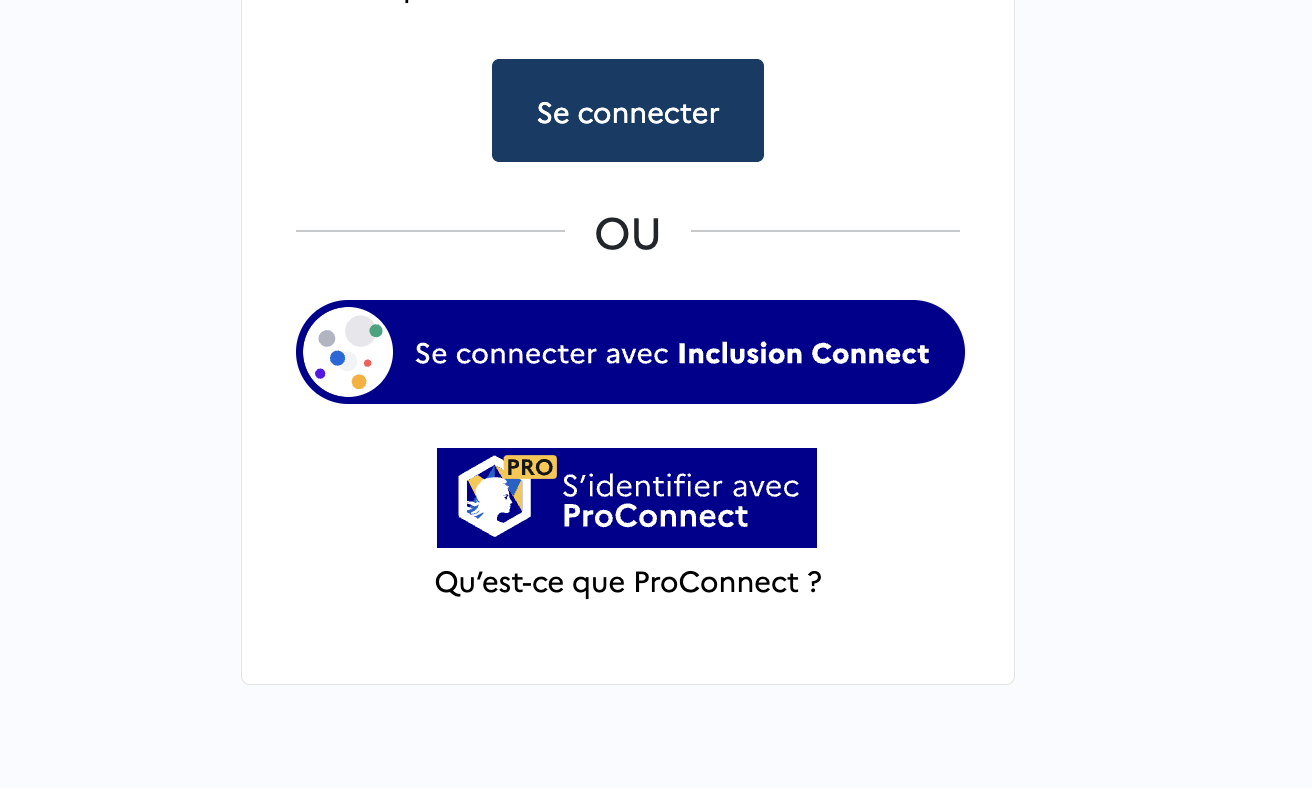 Se connecter
OU
Se connecter avec Inclusion Connect
PRO
S’identifier avec
ProConnect
Qu’est-ce que ProConnect ?